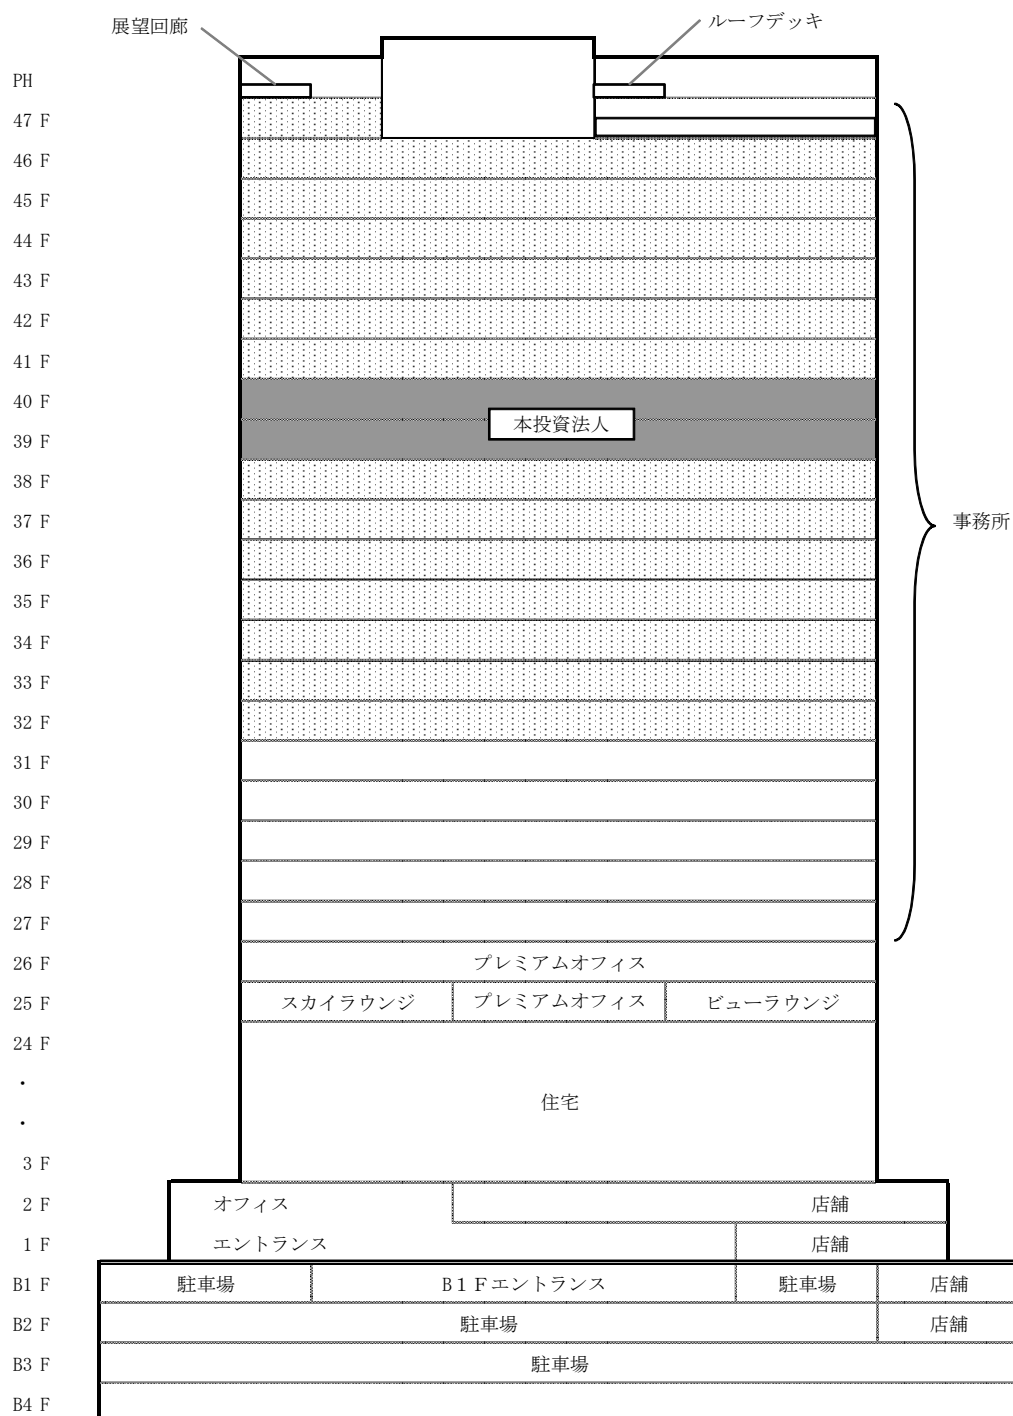 展望回廊
ルーフデッキ
PH
47 F
46 F
45 F
44 F
43 F
42 F
41 F
40 F
本投資法人
39 F
38 F
37 F
事務所
36 F
35 F
34 F
33 F
32 F
31 F
30 F
29 F
28 F
27 F
26 F プレミアムオフィス
25 F スカイラウンジ プレミアムオフィス ビューラウンジ
24 F
・
住宅
・
3 F
2 F オフィス 店舗
1 F エントランス 店舗
B1 F 駐車場 B１Ｆエントランス 駐車場 店舗
B2 F 駐車場 店舗
B3 F 駐車場
B4 F